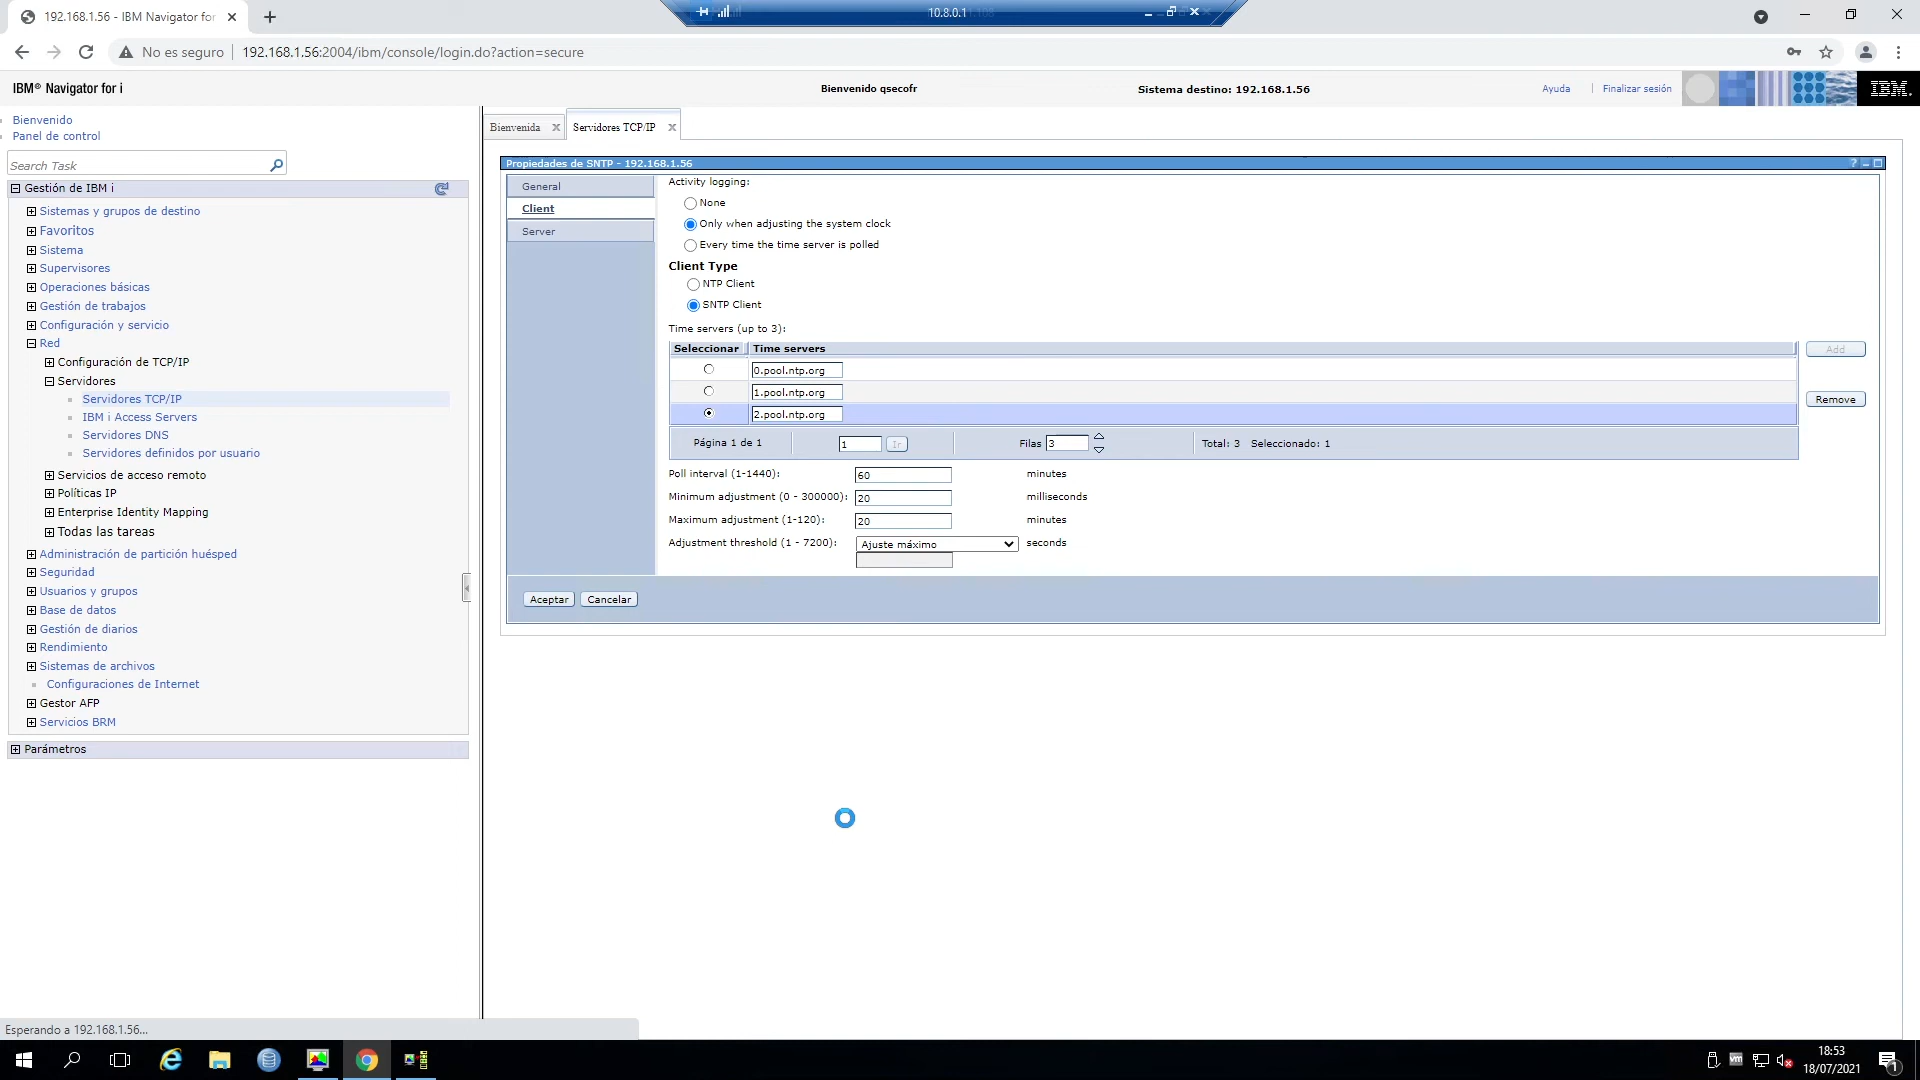 192.168.1.56 - IBM Navigator for
10.8.0.1
No es seguro
192.168.1.56:2004/ibm/console/login.do?action=secure
IBM® Navigator for i
Bienvenido qsecofr
Sistema destino: 192.168.1.56
Ayuda
Finalizar sesión
IBM.
Bienvenido
Panel de control
Search Task
Gestión de IBM i
Sistemas y grupos de destino
Favoritos
Sistema
Supervisores
Operaciones básicas
Gestión de trabajos
Configuración y servicio
Red
Configuración de TCP/IP
Servidores
Servidores TCP/IP
IBM i Access Servers
Servidores DNS
Servidores definidos por usuario
Servicios de acceso remoto
Políticas IP
Enterprise Identity Mapping
Todas las tareas
Administración de partición huésped
Seguridad
Usuarios y grupos
Base de datos
Gestión de diarios
Rendimiento
Sistemas de archivos
Configuraciones de Internet
Gestor AFP
Servicios BRM
Parámetros
Bienvenida
Servidores TCP/IP
Propiedades de SNTP - 192.168.1.56
General
Client
Server
Activity logging:
None
Only when adjusting the system clock
Every time the time server is polled
Client Type
NTP Client
SNTP Client
Time servers (up to 3):
Seleccionar Time servers
0.pool.ntp.org
1.pool.ntp.org
2.pool.ntp.org
Add
Remove
Página 1 de 1 1 Ir Filas 3 Total: 3 Seleccionado: 1
Poll interval (1-1440): 60 minutes
Minimum adjustment (0 - 300000): 20 milliseconds
Maximum adjustment (1-120): 20 minutes
Adjustment threshold (1 - 7200): Ajuste máximo seconds
Aceptar Cancelar
Esperando a 192.168.1.56...
18:53
18/07/2021
1